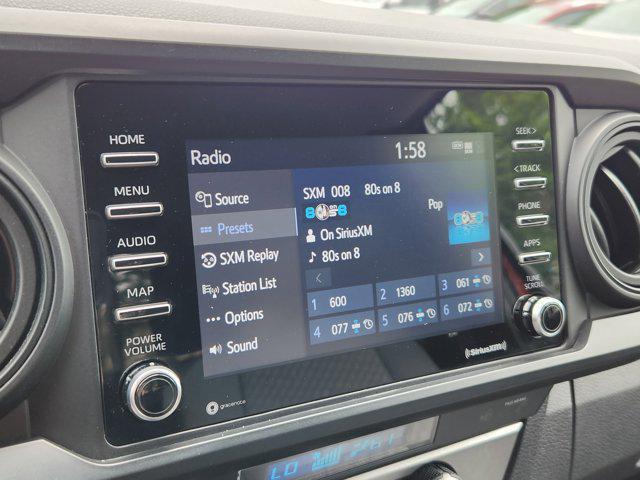 HOME
MENU
AUDIO
MAP
POWER
VOLUME
Radio
1:58
Source
Presets
SXM Replay
Station List
Options
Sound
SXM 008 80s on 8
Pop
On SiriusXM
80s on 8
1 600
2 1360
3 061
4 077
5 076
6 072
SEEK>
<TRACK
PHONE
APPS
TUNE
SCROLL
gracenote
SiriusXM
LO